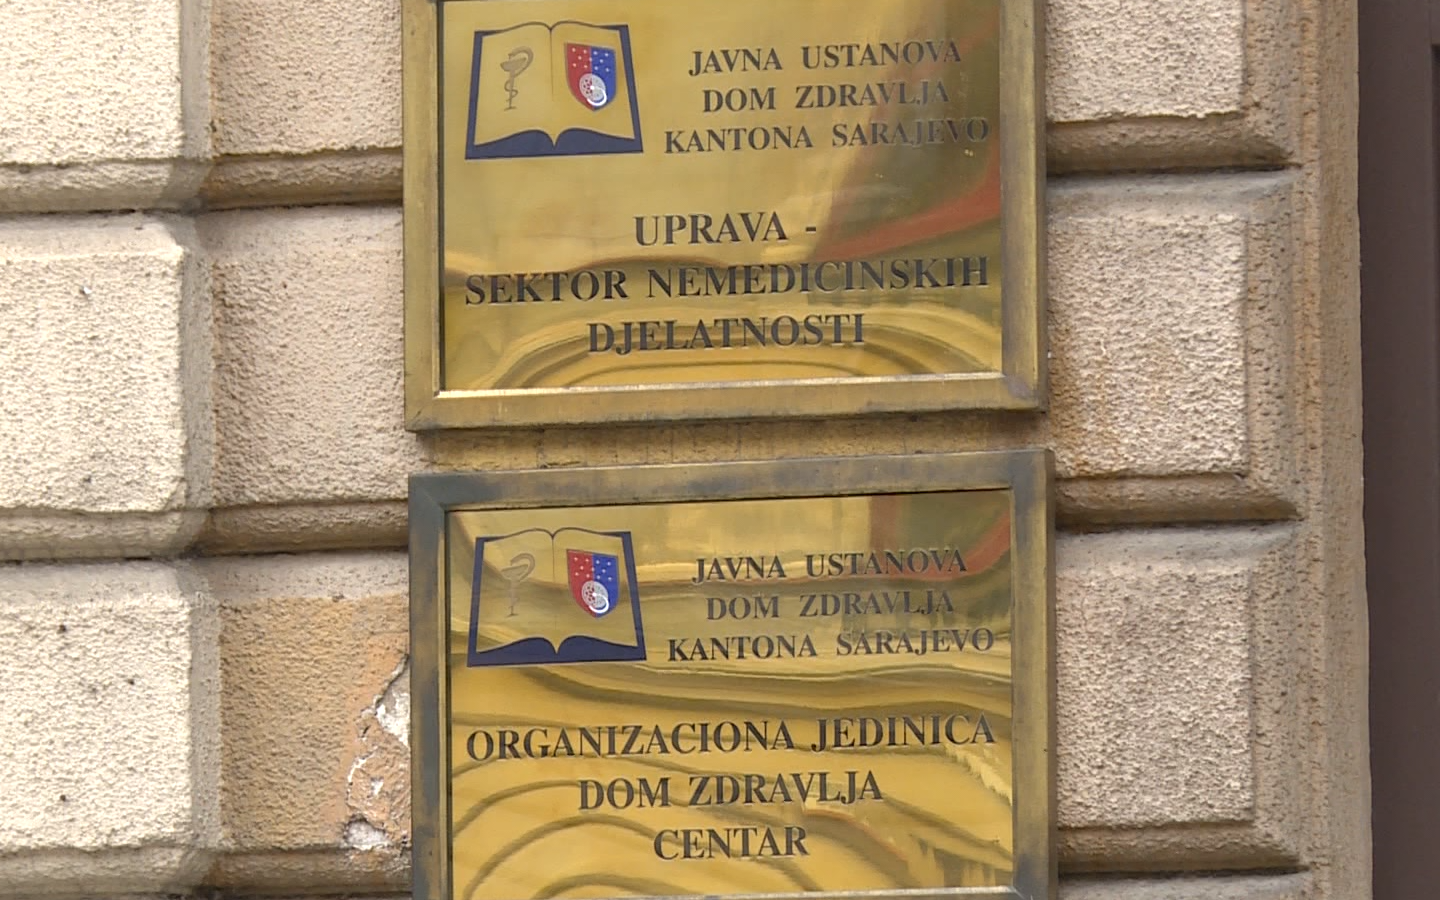 JAVNA USTANOVA
DOM ZDRAVLJA
KANTONA SARAJEVO
UPRAVA -
SEKTOR NEMEDICINSKIH
DJELATNOSTI
JAVNA USTANOVA
DOM ZDRAVLJA
KANTONA SARAJEVO
ORGANIZACIONA JEDINICA
DOM ZDRAVLJA
CENTAR